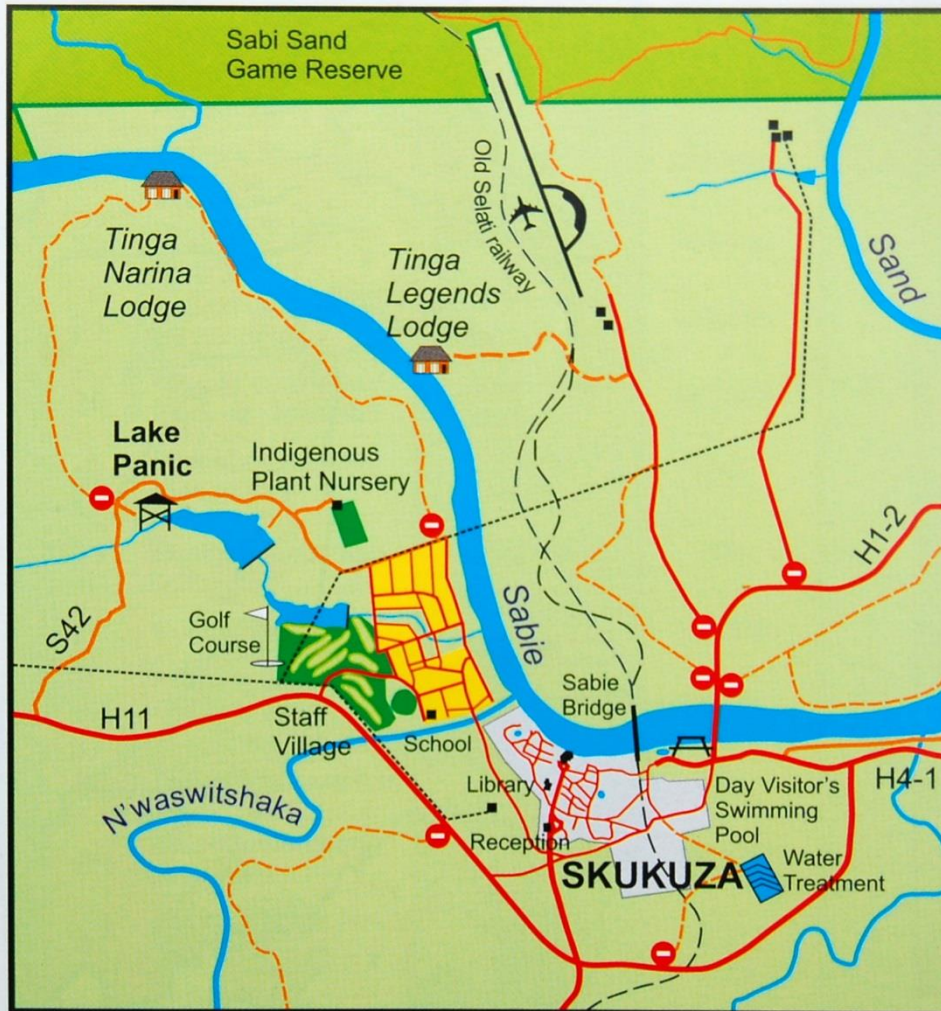 Sabi Sand
Game Reserve
Old Selati railway
Sand
Tinga
Narina
Lodge
Tinga
Legends
Lodge
Lake
Panic
Indigenous
Plant Nursery
H1-2
S42
Golf
Course
Sabie
Sabie
Bridge
H11
Staff
Village
School
N'waswitshaka
Library
Day Visitor's
Swimming
Pool
H4-1
Reception
SKUKUZA
Water
Treatment